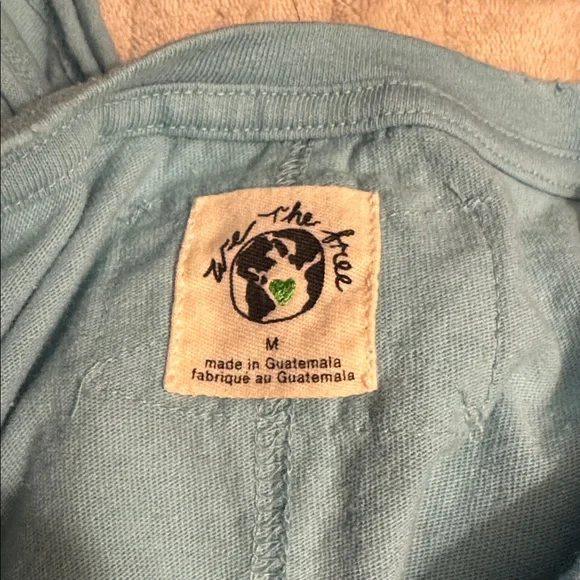 We The Free
M
made in Guatemala
fabriqué au Guatemala